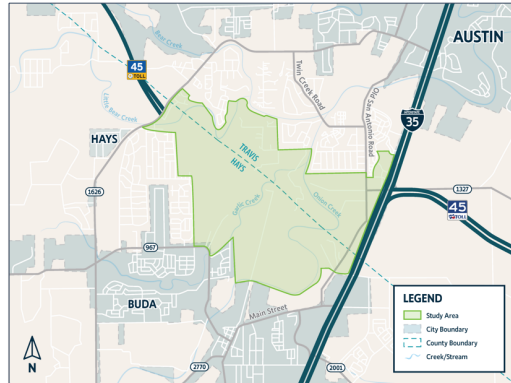 AUSTIN
Bear Creek
45
TOLL
Twin Creek Road
Old San Antonio Road
Little Bear Creek
35
HAYS
TRAVIS
HAYS
1626
Onion Creek
1327
45
TOLL
967
BUDA
Main Street
N
2770
2001
LEGEND
Study Area
City Boundary
County Boundary
Creek/Stream